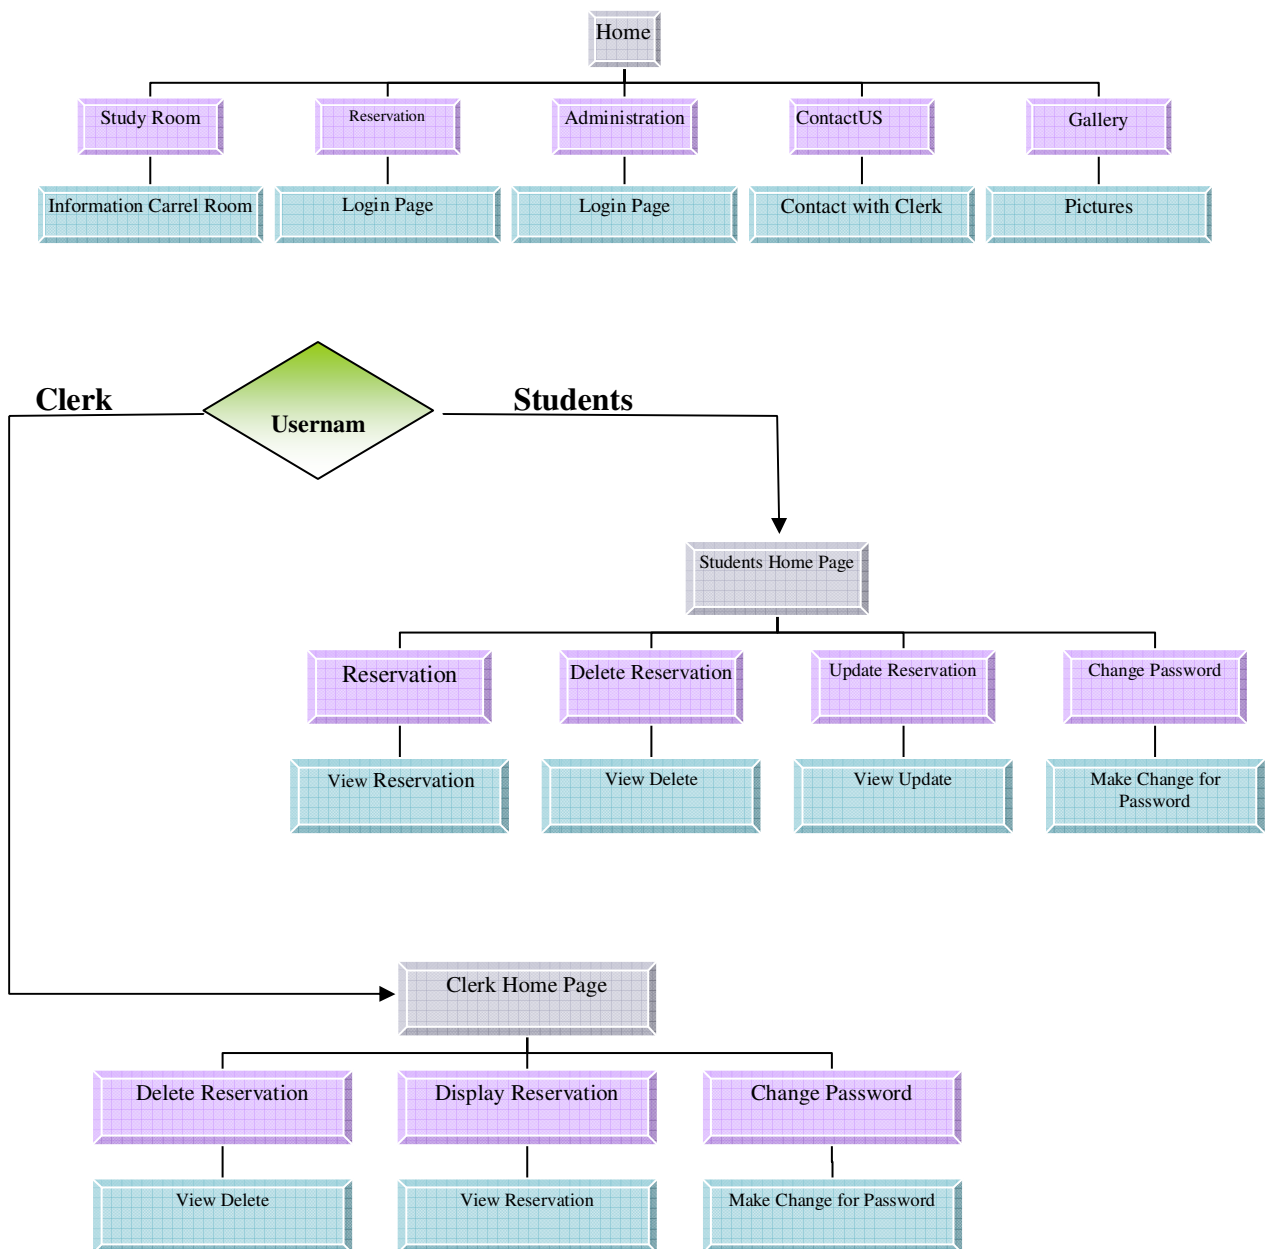 Home
Study Room
Reservation
Administration
ContactUS
Gallery
Information Carrel Room
Login Page
Login Page
Contact with Clerk
Pictures
Clerk
Usernam
Students
Students Home Page
Reservation
Delete Reservation
Update Reservation
Change Password
View Reservation
View Delete
View Update
Make Change for
Password
Clerk Home Page
Delete Reservation
Display Reservation
Change Password
View Delete
View Reservation
Make Change for Password